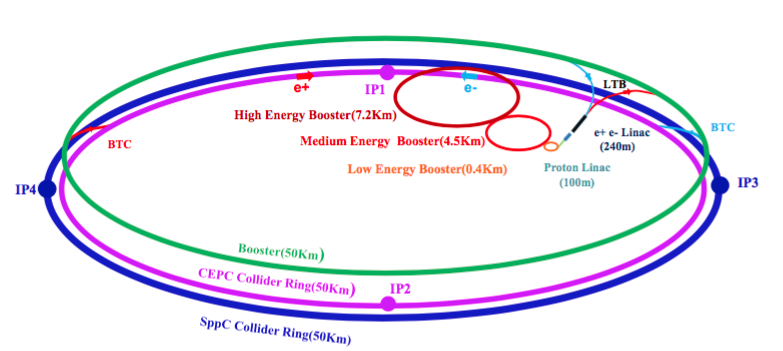 IP1
e+
e-
LTB
High Energy Booster(7.2Km)
BTC
Medium Energy Booster(4.5Km)
e+ e- Linac
(240m)
BTC
Low Energy Booster(0.4Km)
Proton Linac
(100m)
IP4
IP3
Booster(50Km)
CEPC Collider Ring(50Km)
IP2
SppC Collider Ring(50Km)